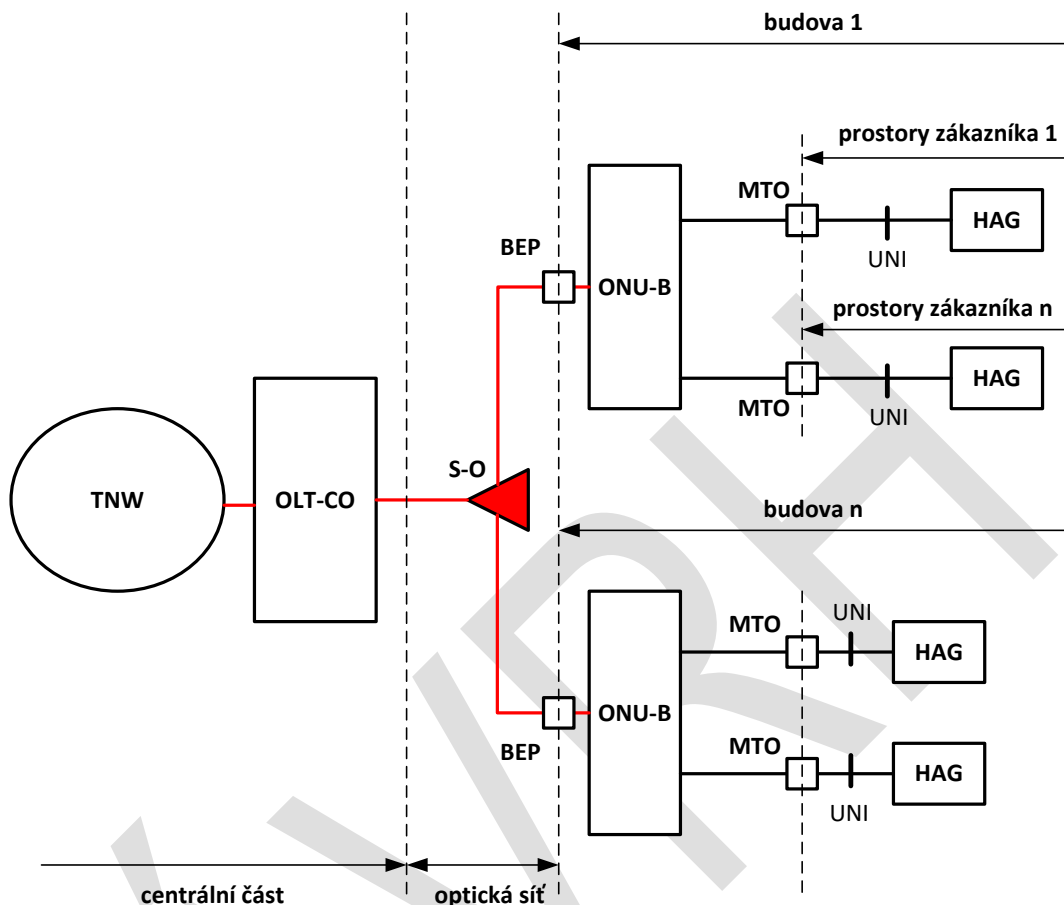 budova 1
prostory zákazníka 1
MTO
HAG
UNI
BEP
ONU-B
prostory zákazníka n
HAG
MTO
UNI
S-O
TNW
OLT-CO
budova n
UNI
MTO
HAG
ONU-B
BEP
MTO
HAG
UNI
centrální část
optická síť